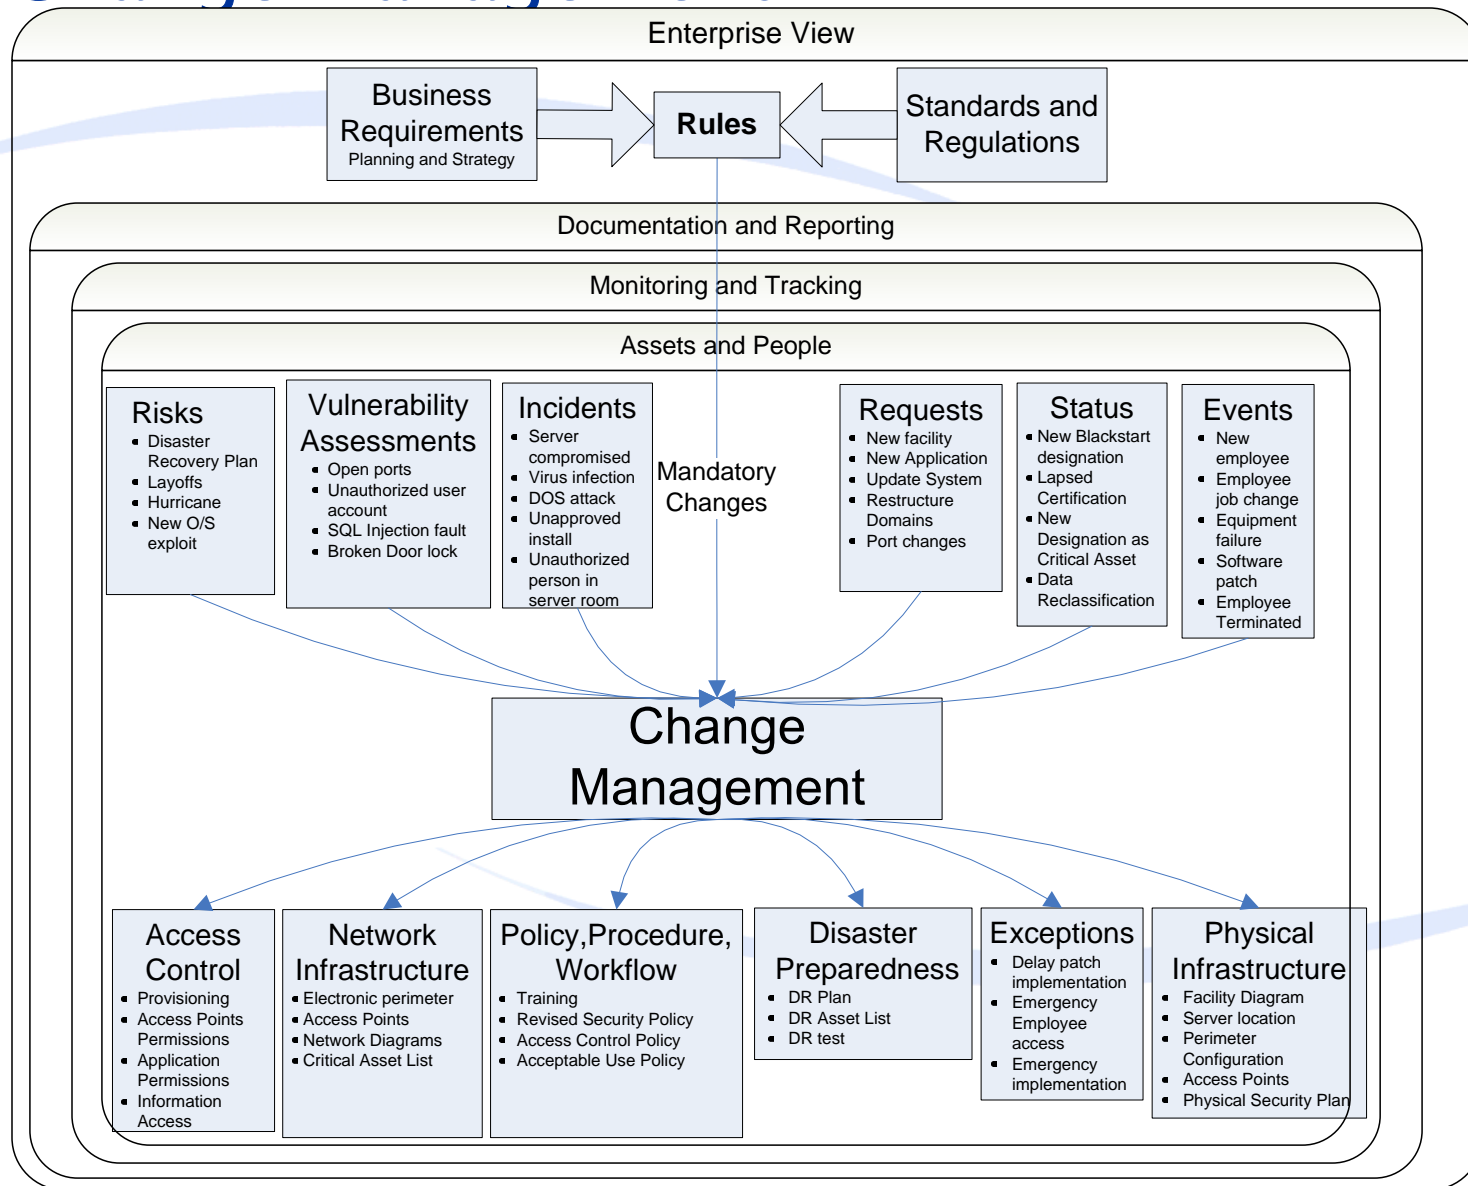 Enterprise View
Business
Requirements
Planning and Strategy
Rules
Standards and
Regulations
Documentation and Reporting
Monitoring and Tracking
Assets and People
Risks
Disaster
Recovery Plan
Layoffs
Hurricane
New O/S
exploit
Vulnerability
Assessments
Open ports
Unauthorized user
account
SQL Injection fault
Broken Door lock
Incidents
Server
compromised
Virus infection
DOS attack
Unapproved
install
Unauthorized
person in
server room
Mandatory
Changes
Requests
New facility
New Application
Update System
Restructure
Domains
Port changes
Status
New Blackstart
designation
Lapsed
Certification
New
Designation as
Critical Asset
Data
Reclassification
Events
New
employee
Employee
job change
Equipment
failure
Software
patch
Employee
Terminated
Change
Management
Access
Control
Provisioning
Access Points
Permissions
Application
Permissions
Information
Access
Network
Infrastructure
Electronic perimeter
Access Points
Network Diagrams
Critical Asset List
Policy,Procedure,
Workflow
Training
Revised Security Policy
Access Control Policy
Acceptable Use Policy
Disaster
Preparedness
DR Plan
DR Asset List
DR test
Exceptions
Delay patch
implementation
Emergency
Employee
access
Emergency
implementation
Physical
Infrastructure
Facility Diagram
Server location
Perimeter
Configuration
Access Points
Physical Security Plan